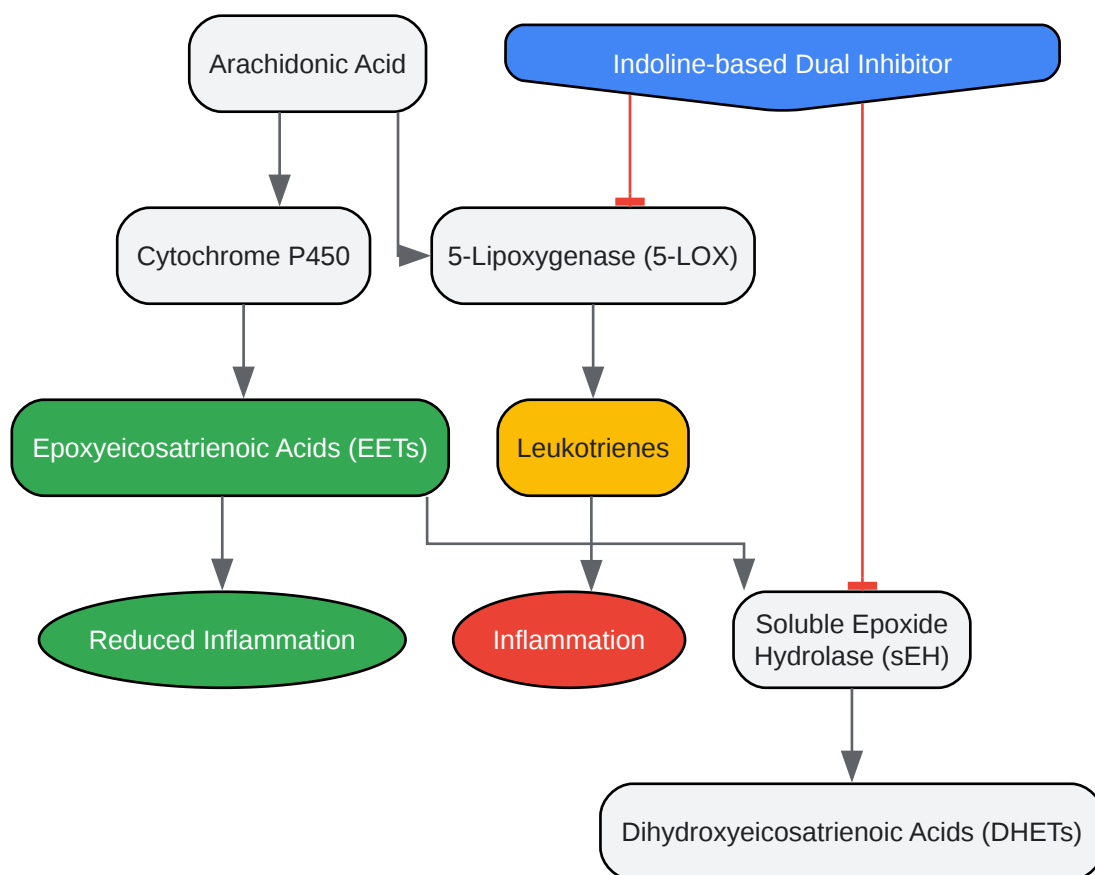 Arachidonic Acid
Indoline-based Dual Inhibitor
Cytochrome P450
5-Lipoxygenase (5-LOX)
Epoxyeicosatrienoic Acids (EETs)
Leukotrienes
Reduced Inflammation
Inflammation
Soluble Epoxide
Hydrolase (sEH)
Dihydroxyeicosatrienoic Acids (DHETs)